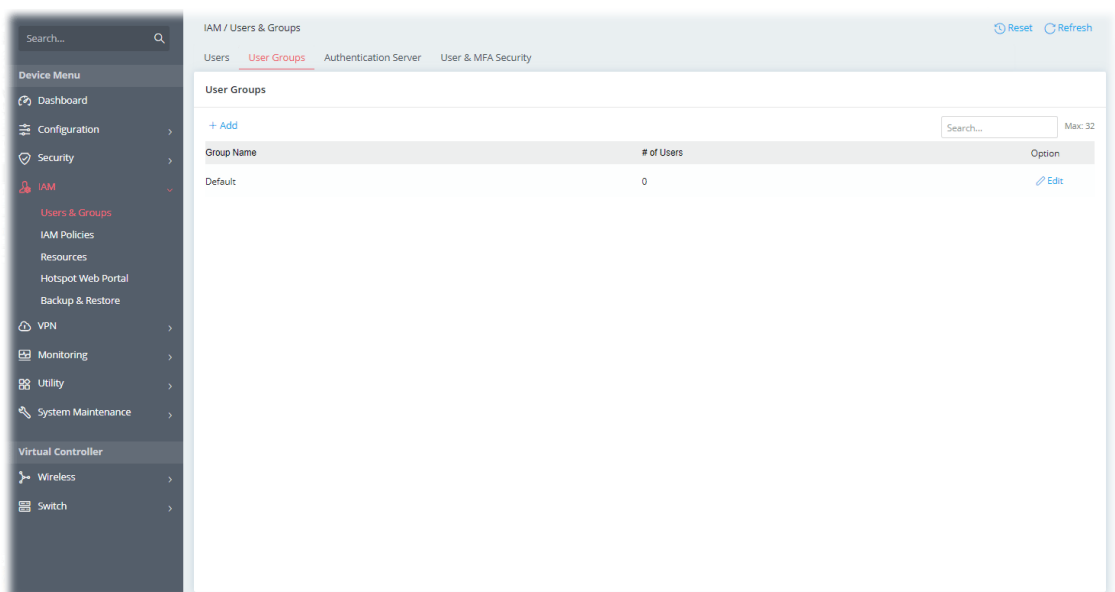 Search...
Device Menu
Dashboard
Configuration
Security
IAM
Users & Groups
IAM Policies
Resources
Hotspot Web Portal
Backup & Restore
VPN
Monitoring
Utility
System Maintenance
Virtual Controller
Wireless
Switch
IAM / Users & Groups
Reset Refresh
Users User Groups Authentication Server User & MFA Security
User Groups
+ Add Search... Max: 32
Group Name # of Users Option
Default 0 Edit